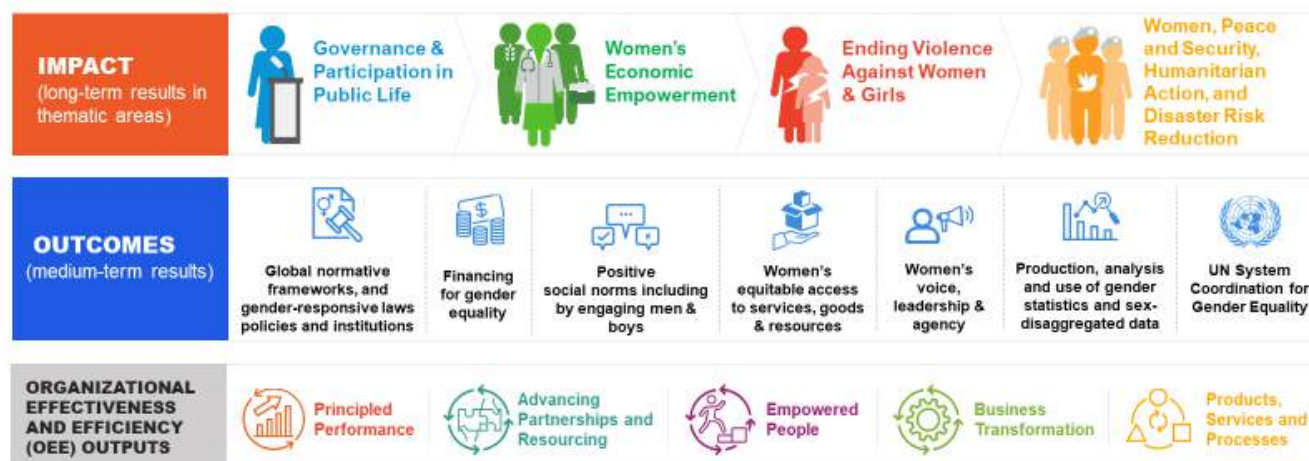 IMPACT
(long-term results in
thematic areas)
Governance &
Participation in
Public Life
Women's
Economic
Empowerment
Ending Violence
Against Women
& Girls
Women, Peace
and Security,
Humanitarian
Action, and
Disaster Risk
Reduction
OUTCOMES
(medium-term results)
Global normative
frameworks, and
gender-responsive laws
policies and institutions
$
Financing
for gender
equality
Positive
social norms including
by engaging men &
boys
Women's
equitable access
to services, goods
& resources
Women's
voice,
leadership &
agency
Production, analysis
and use of gender
statistics and sex-
disaggregated data
UN System
Coordination for
Gender Equality
ORGANIZATIONAL
EFFECTIVENESS
AND EFFICIENCY
(OEE) OUTPUTS
Principled
Performance
Advancing
Partnerships and
Resourcing
Empowered
People
Business
Transformation
Products,
Services and
Processes